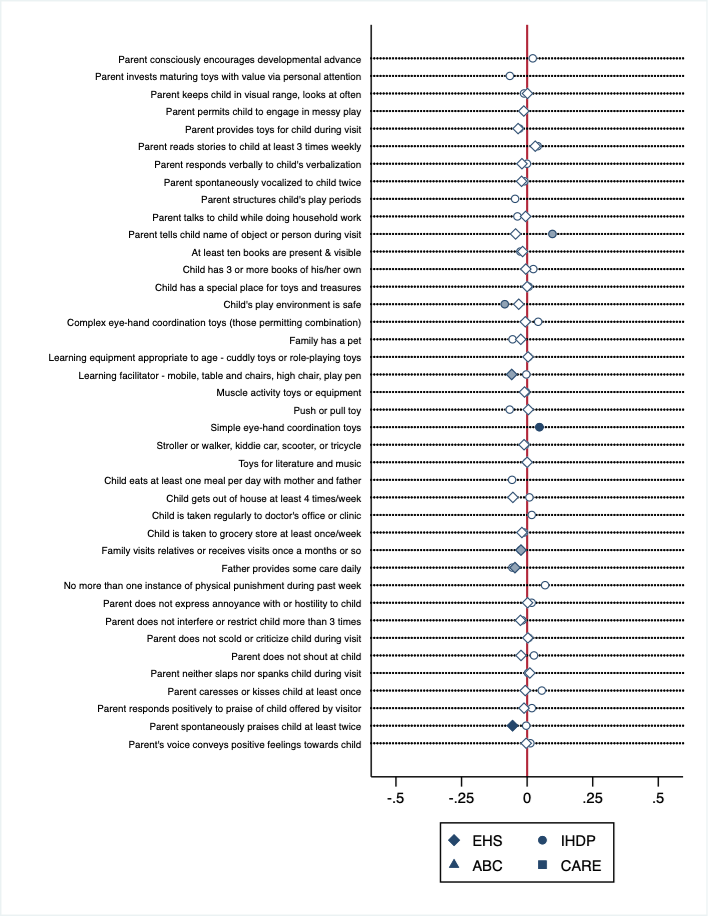 Parent consciously encourages developmental advance
Parent invests maturing toys with value via personal attention
Parent keeps child in visual range, looks at often
Parent permits child to engage in messy play
Parent provides toys for child during visit
Parent reads stories to child at least 3 times weekly
Parent responds verbally to child's verbalization
Parent spontaneously vocalized to child twice
Parent structures child's play periods
Parent talks to child while doing household work
Parent tells child name of object or person during visit
At least ten books are present & visible
Child has 3 or more books of his/her own
Child has a special place for toys and treasures
Child's play environment is safe
Complex eye-hand coordination toys (those permitting combination)
Family has a pet
Learning equipment appropriate to age - cuddly toys or role-playing toys
Learning facilitator - mobile, table and chairs, high chair, play pen
Muscle activity toys or equipment
Push or pull toy
Simple eye-hand coordination toys
Stroller or walker, kiddie car, scooter, or tricycle
Toys for literature and music
Child eats at least one meal per day with mother and father
Child gets out of house at least 4 times/week
Child is taken regularly to doctor's office or clinic
Child is taken to grocery store at least once/week
Family visits relatives or receives visits once a months or so
Father provides some care daily
No more than one instance of physical punishment during past week
Parent does not express annoyance with or hostility to child
Parent does not interfere or restrict child more than 3 times
Parent does not scold or criticize child during visit
Parent does not shout at child
Parent neither slaps nor spanks child during visit
Parent caresses or kisses child at least once
Parent responds positively to praise of child offered by visitor
Parent spontaneously praises child at least twice
Parent's voice conveys positive feelings towards child
-.5 -.25 0 .25 .5
EHS IHDP
ABC CARE